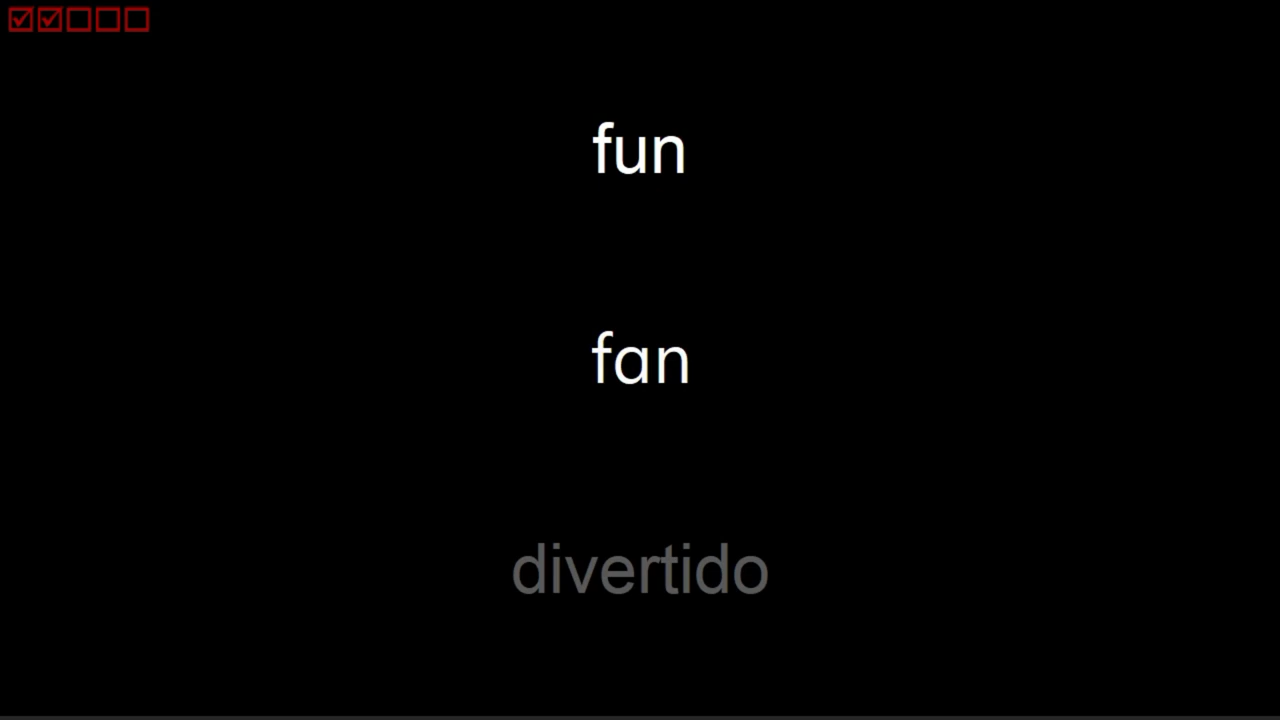 ☑☑☐☐☐
fun
fan
divertido